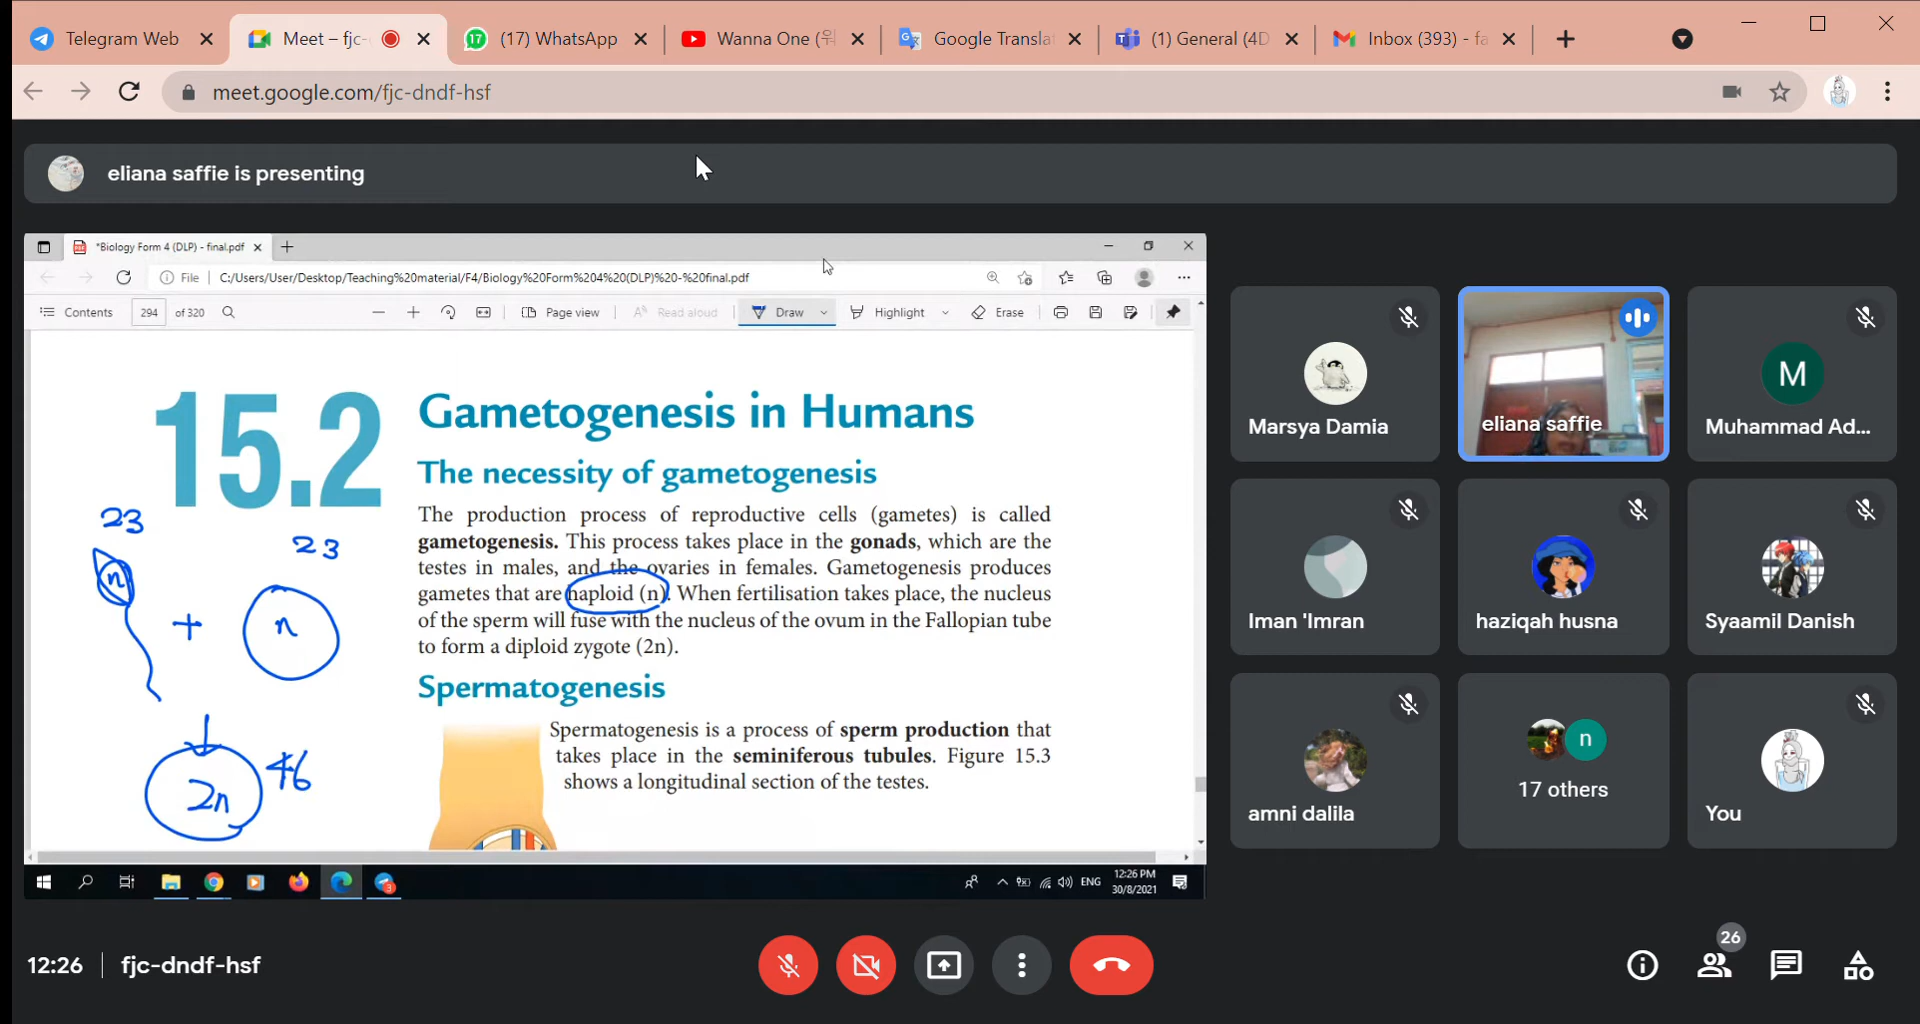 Telegram Web
Meet – fjc-
(17) WhatsApp
Wanna One (워
Google Translat
(1) General (4D
Inbox (393) - fa
meet.google.com/fjc-dndf-hsf
eliana saffie is presenting
*Biology Form 4 (DLP) - final.pdf
File C:/Users/User/Desktop/Teaching%20material/F4/Biology%20Form%204%20(DLP)%20-%20final.pdf
Contents 294 of 320 Page view Read aloud Draw Highlight Erase
15.2
Gametogenesis in Humans
The necessity of gametogenesis
The production process of reproductive cells (gametes) is called
gametogenesis. This process takes place in the gonads, which are the
testes in males, and the ovaries in females. Gametogenesis produces
gametes that are haploid (n). When fertilisation takes place, the nucleus
of the sperm will fuse with the nucleus of the ovum in the Fallopian tube
to form a diploid zygote (2n).
Spermatogenesis
Spermatogenesis is a process of sperm production that
takes place in the seminiferous tubules. Figure 15.3
shows a longitudinal section of the testes.
23
23
n
+
n
2n
46
ENG
12:26 PM
30/8/2021
Marsya Damia
eliana saffie
M
Muhammad Ad...
Iman 'Imran
haziqah husna
Syaamil Danish
amni dalila
n
17 others
You
12:26
fjc-dndf-hsf
26